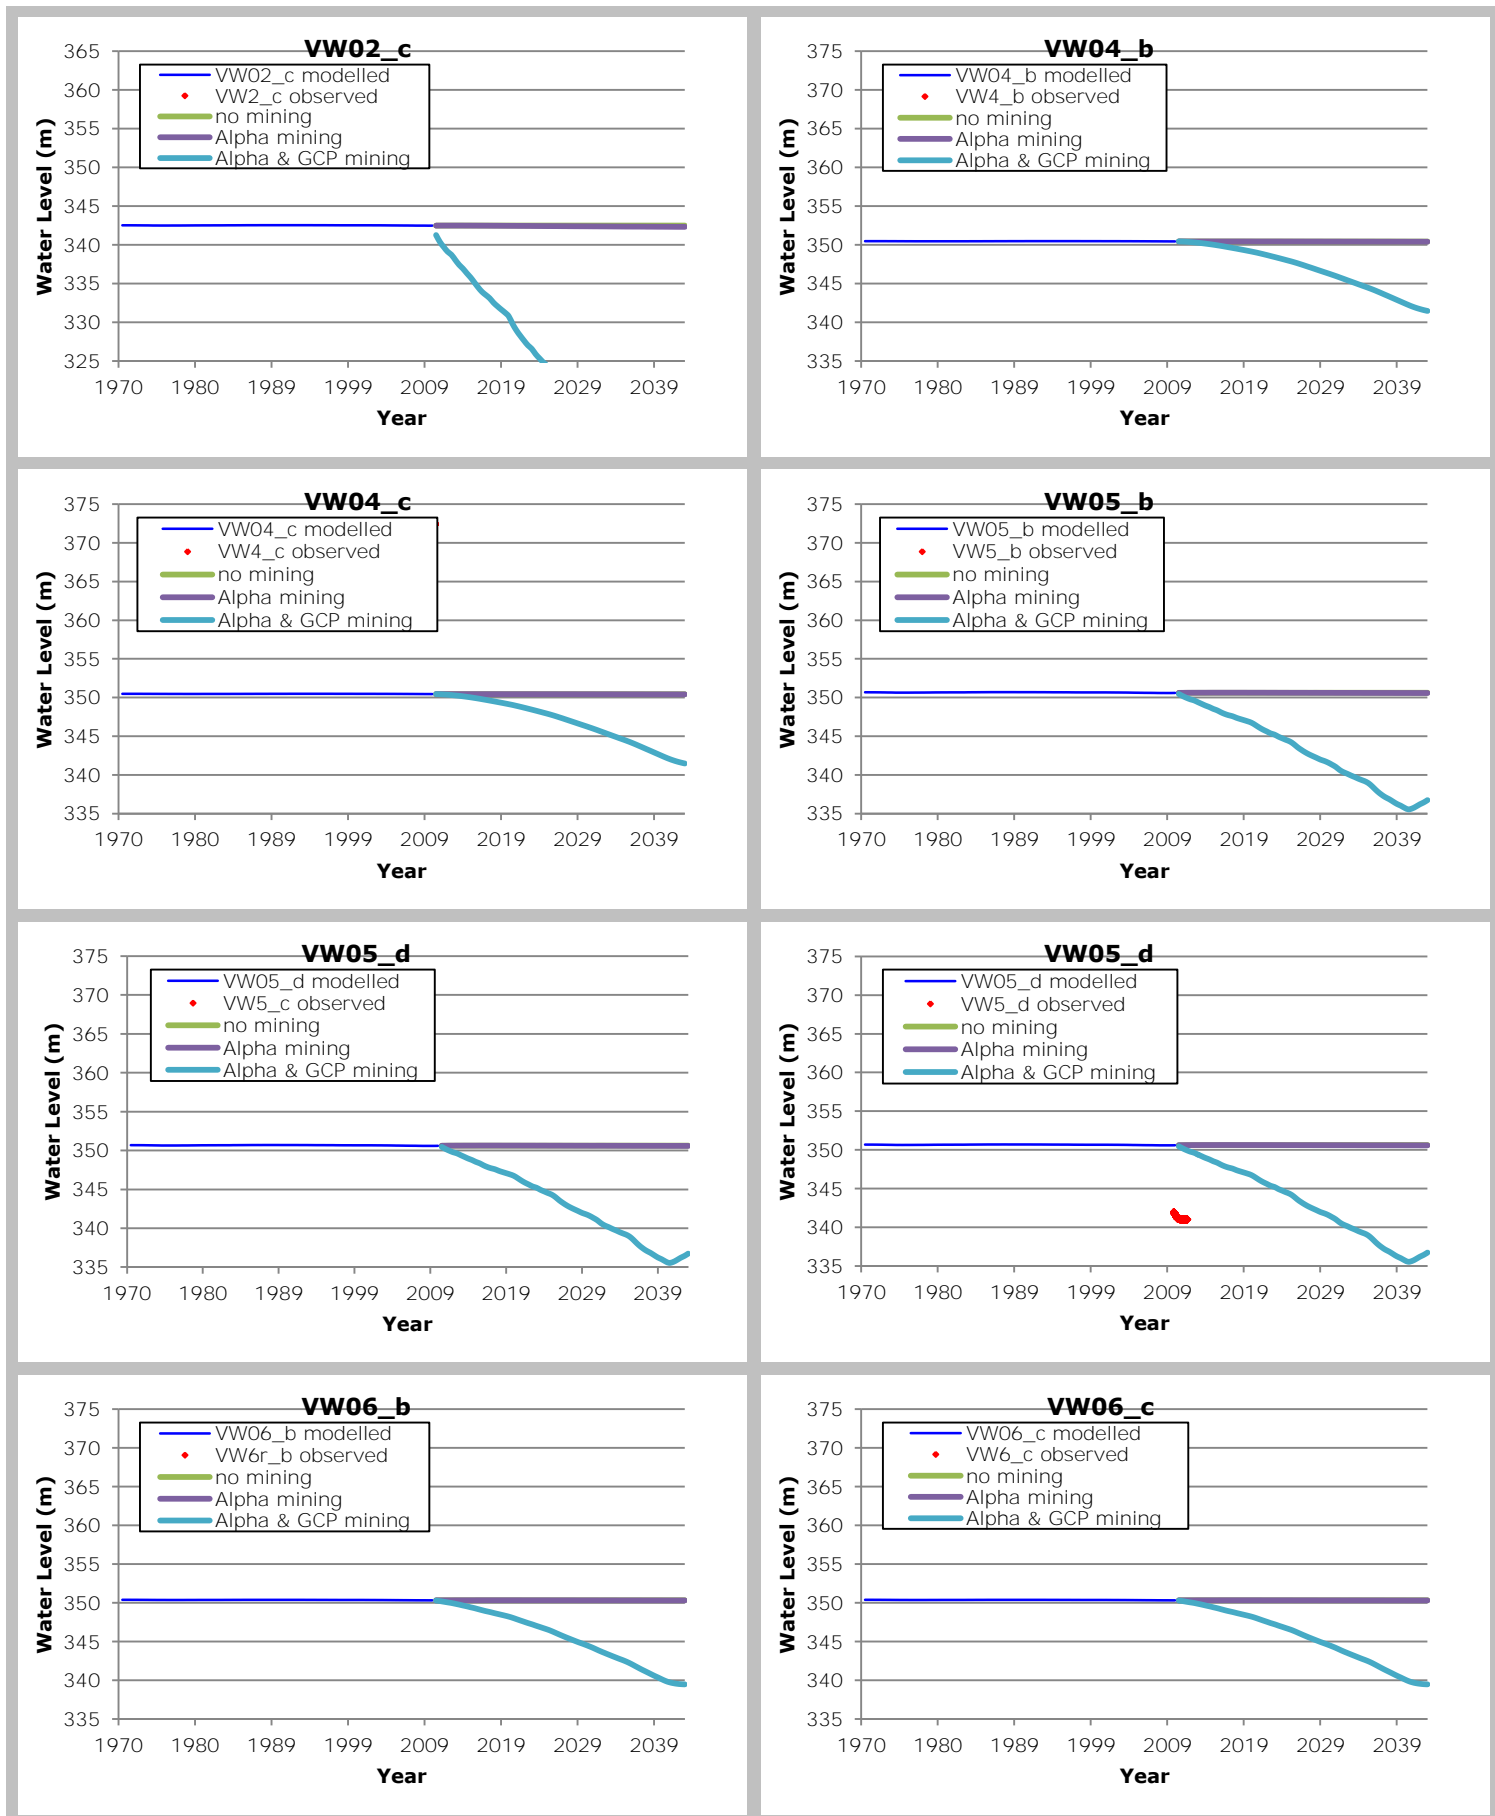 VW02_c
365
360
355
350
345
340
335
330
325
Water Level (m)
VW02_c modelled
VW2_c observed
no mining
Alpha mining
Alpha & GCP mining
1970 1980 1989 1999 2009 2019 2029 2039
Year
VW04_b
375
370
365
360
355
350
345
340
335
Water Level (m)
VW04_b modelled
VW4_b observed
no mining
Alpha mining
Alpha & GCP mining
1970 1980 1989 1999 2009 2019 2029 2039
Year
VW04_c
375
370
365
360
355
350
345
340
335
Water Level (m)
VW04_c modelled
VW4_c observed
no mining
Alpha mining
Alpha & GCP mining
1970 1980 1989 1999 2009 2019 2029 2039
Year
VW05_b
375
370
365
360
355
350
345
340
335
Water Level (m)
VW05_b modelled
VW5_b observed
no mining
Alpha mining
Alpha & GCP mining
1970 1980 1989 1999 2009 2019 2029 2039
Year
VW05_d
375
370
365
360
355
350
345
340
335
Water Level (m)
VW05_d modelled
VW5_c observed
no mining
Alpha mining
Alpha & GCP mining
1970 1980 1989 1999 2009 2019 2029 2039
Year
VW05_d
375
370
365
360
355
350
345
340
335
Water Level (m)
VW05_d modelled
VW5_d observed
no mining
Alpha mining
Alpha & GCP mining
1970 1980 1989 1999 2009 2019 2029 2039
Year
VW06_b
375
370
365
360
355
350
345
340
335
Water Level (m)
VW06_b modelled
VW6r_b observed
no mining
Alpha mining
Alpha & GCP mining
1970 1980 1989 1999 2009 2019 2029 2039
Year
VW06_c
375
370
365
360
355
350
345
340
335
Water Level (m)
VW06_c modelled
VW6_c observed
no mining
Alpha mining
Alpha & GCP mining
1970 1980 1989 1999 2009 2019 2029 2039
Year